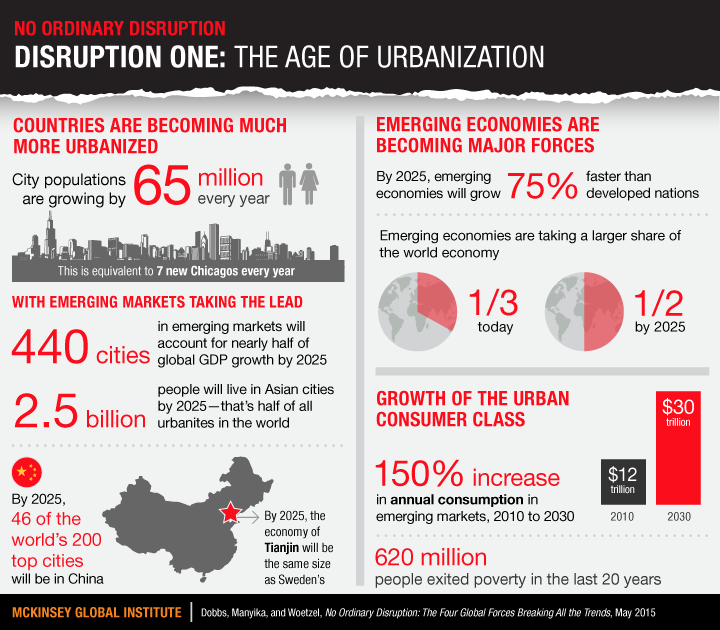 NO ORDINARY DISRUPTION
DISRUPTION ONE: THE AGE OF URBANIZATION
COUNTRIES ARE BECOMING MUCH
MORE URBANIZED
City populations
are growing by
65
million
every year
This is equivalent to 7 new Chicagos every year
WITH EMERGING MARKETS TAKING THE LEAD
440 cities
in emerging markets will
account for nearly half of
global GDP growth by 2025
2.5 billion
people will live in Asian cities
by 2025—that's half of all
urbanites in the world
By 2025,
46 of the
world's 200
top cities
will be in China
By 2025, the
economy of
Tianjin will be
the same size
as Sweden's
EMERGING ECONOMIES ARE
BECOMING MAJOR FORCES
By 2025, emerging
economies will grow
75%
faster than
developed nations
Emerging economies are taking a larger share of
the world economy
1/3
today
1/2
by 2025
GROWTH OF THE URBAN
CONSUMER CLASS
150% increase
in annual consumption in
emerging markets, 2010 to 2030
$12
trillion
2010
$30
trillion
2030
620 million
people exited poverty in the last 20 years
MCKINSEY GLOBAL INSTITUTE
Dobbs, Manyika, and Woetzel, No Ordinary Disruption: The Four Global Forces Breaking All the Trends, May 2015